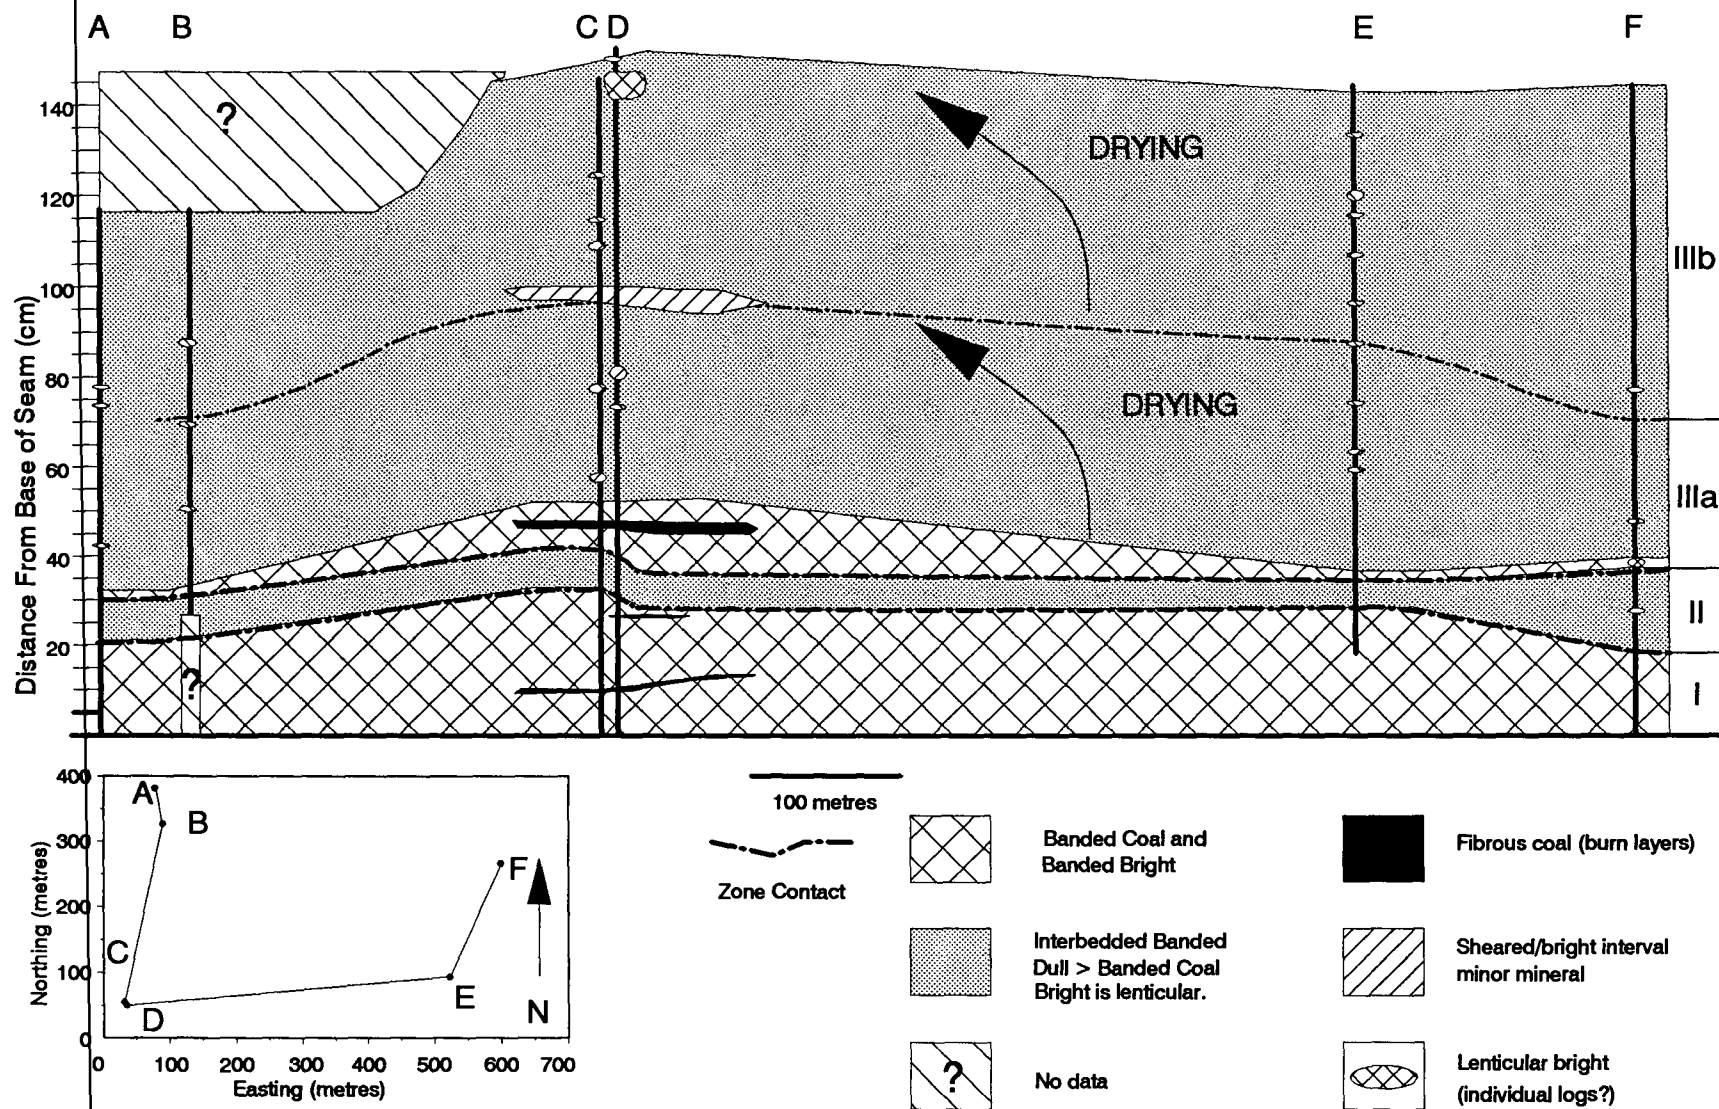 A B C D E F
?
140
120
100
80
60
40
20
Distance From Base of Seam (cm)
DRYING
DRYING
?
IIIb
IIIa
II
I
400
300
200
100
0
Northing (metres)
A
B
C
D
E
F
N
0 100 200 300 400 500 600 700
Easting (metres)
100 metres
Zone Contact
Banded Coal and
Banded Bright
Interbedded Banded
Dull > Banded Coal
Bright is lenticular.
?
No data
Fibrous coal (burn layers)
Sheared/bright interval
minor mineral
Lenticular bright
(individual logs?)